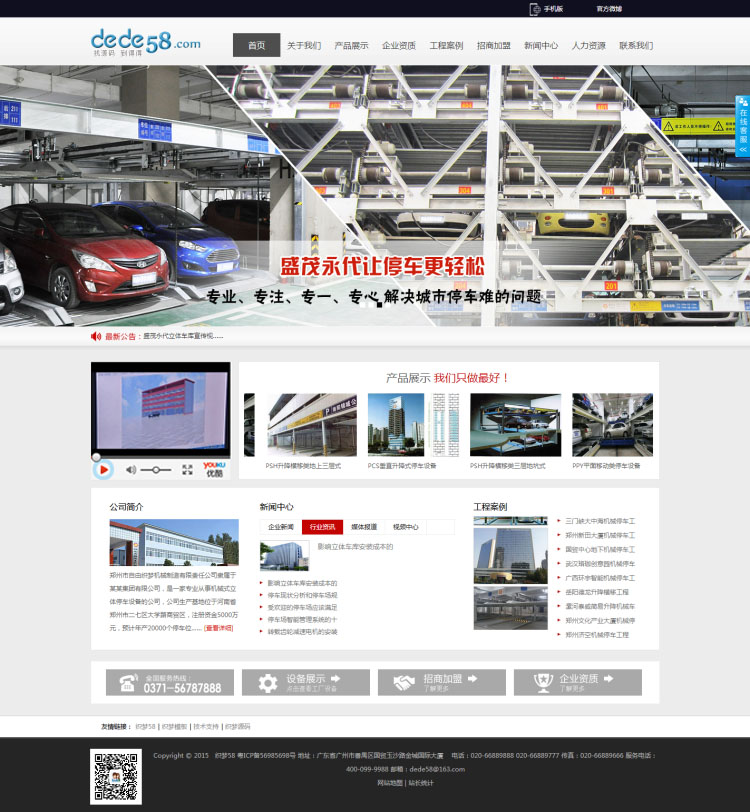 手机版 官方微博
dede58.com
找源码 到得得
首页 关于我们 产品展示 企业资质 工程案例 招商加盟 新闻中心 人力资源 联系我们
在线客服
盛茂永代让停车更轻松
专业、专注、专一、专心,解决城市停车难的问题
201
最新公告：盛茂永代立体车库宣传视......
产品展示 我们只做最好！
PSH升降横移类地上三层式 PCS垂直升降式停车设备 PSH升降横移类三层地坑式 PPY平面移动类停车设备
YOUKU
优酷
公司简介
郑州市自由织梦机械制造有限责任公司隶属于
某某集团有限公司，是一家专业从事机械式立
体停车设备的公司，公司生产基地位于河南省
郑州市二七区大学路南段区，注册资金5000万
元，预计年产20000个停车位...... [查看详细]
新闻中心
企业新闻 行业资讯 媒体报道 视频中心
影响立体车库安装成本的
影响立体车库安装成本的
停车现状分析和停车场规
受欢迎的停车场应该满足
停车场智能管理系统的十
转载齿轮减速电机的安装
工程案例
三门峡大中海机械停车工
郑州新田大厦机械停车工
国贸中心地下机械停车工
武汉珞珈创意园机械停车
广西环宇智能机械停车工
岳阳维龙升降横移工程
漯河泰威简易升降机械车
郑州文化产业大厦机械停
郑州济空机械停车工程
全国服务热线：
0371-56787888
设备展示
点击查看工厂设备
招商加盟
了解更多
企业资质
了解更多
友情链接： 织梦58 | 织梦模板 | 技术支持 | 织梦源码
Copyright © 2015 织梦58 粤ICP备56985698号 地址：广东省广州市番禺区国贸玉沙路金城国际大厦 电话：020-66889888 020-66889777 传真：020-66889666 服务电话：
400-099-9988 邮箱：dede58@163.com
网站地图 | 站长统计